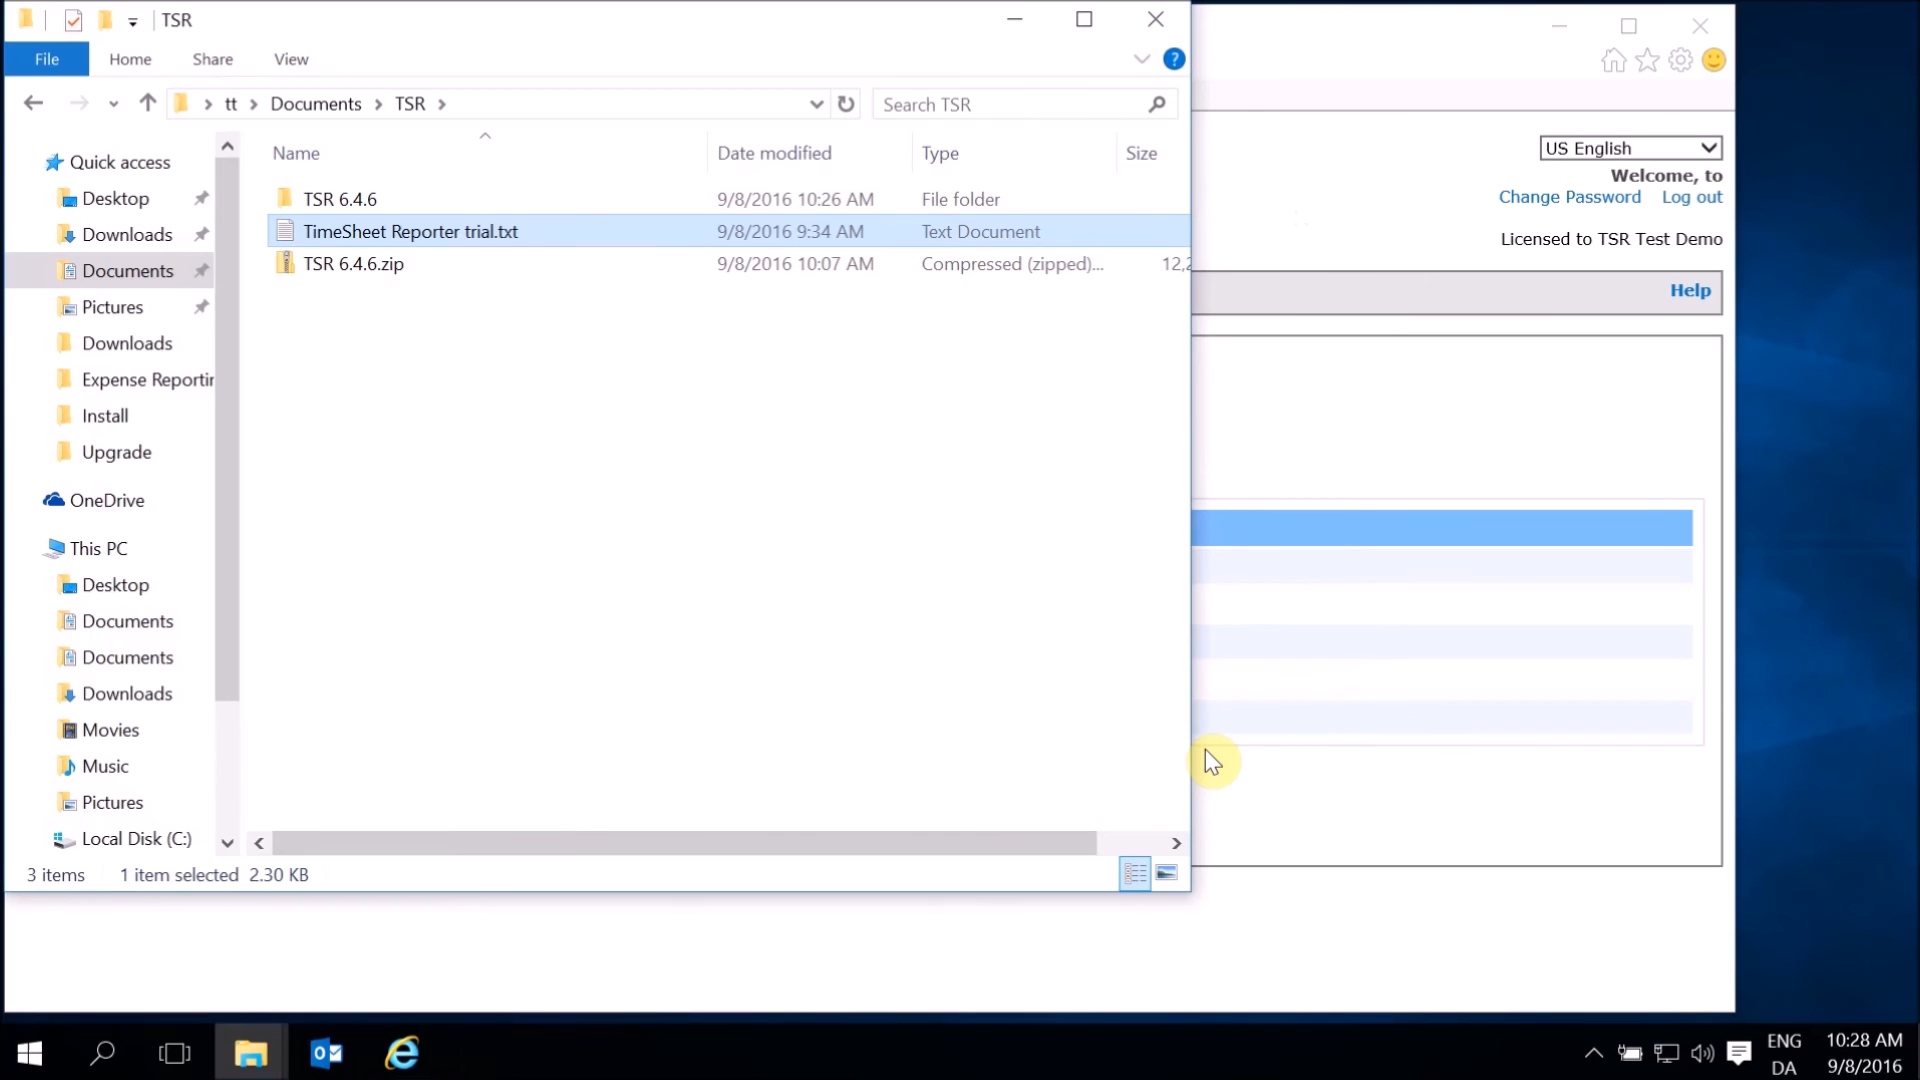 TSR
File Home Share View
tt Documents TSR
Search TSR
Name Date modified Type Size
TSR 6.4.6 9/8/2016 10:26 AM File folder
TimeSheet Reporter trial.txt 9/8/2016 9:34 AM Text Document
TSR 6.4.6.zip 9/8/2016 10:07 AM Compressed (zipped)... 12,2
Quick access
Desktop
Downloads
Documents
Pictures
Downloads
Expense Reportin
Install
Upgrade
OneDrive
This PC
Desktop
Documents
Documents
Downloads
Movies
Music
Pictures
Local Disk (C:)
3 items 1 item selected 2.30 KB
US English
Welcome, to
Change Password Log out
Licensed to TSR Test Demo
Help
ENG
DA
10:28 AM
9/8/2016